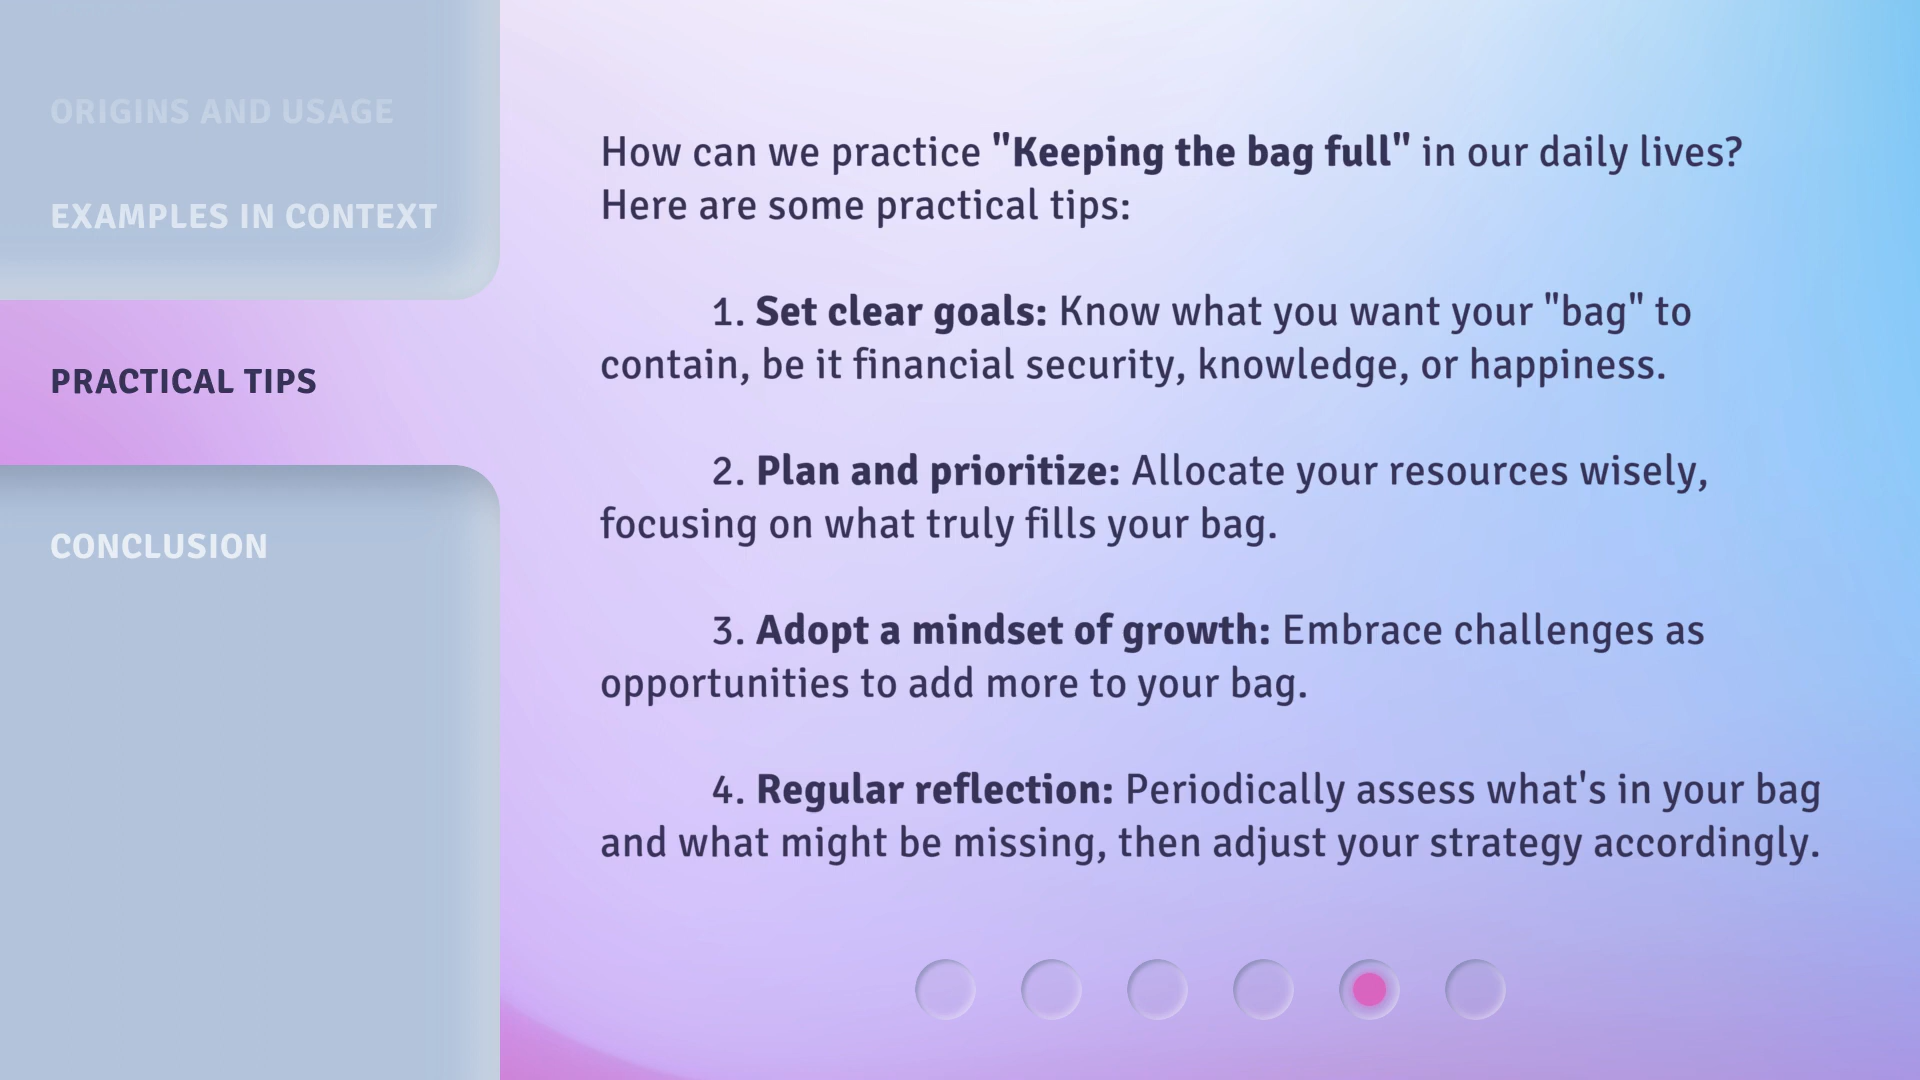 ORIGINS AND USAGE
EXAMPLES IN CONTEXT
PRACTICAL TIPS
CONCLUSION
How can we practice "Keeping the bag full" in our daily lives?
Here are some practical tips:
1. Set clear goals: Know what you want your "bag" to
contain, be it financial security, knowledge, or happiness.
2. Plan and prioritize: Allocate your resources wisely,
focusing on what truly fills your bag.
3. Adopt a mindset of growth: Embrace challenges as
opportunities to add more to your bag.
4. Regular reflection: Periodically assess what's in your bag
and what might be missing, then adjust your strategy accordingly.